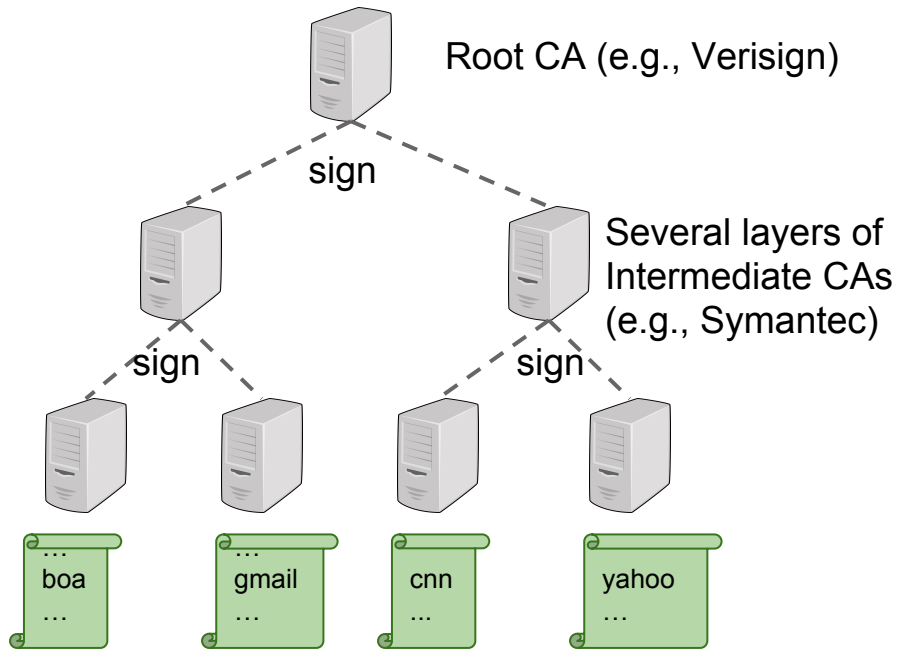 Root CA (e.g., Verisign)
sign
Several layers of
Intermediate CAs
(e.g., Symantec)
sign
sign
…
boa
…
…
gmail
…
cnn
...
yahoo
…